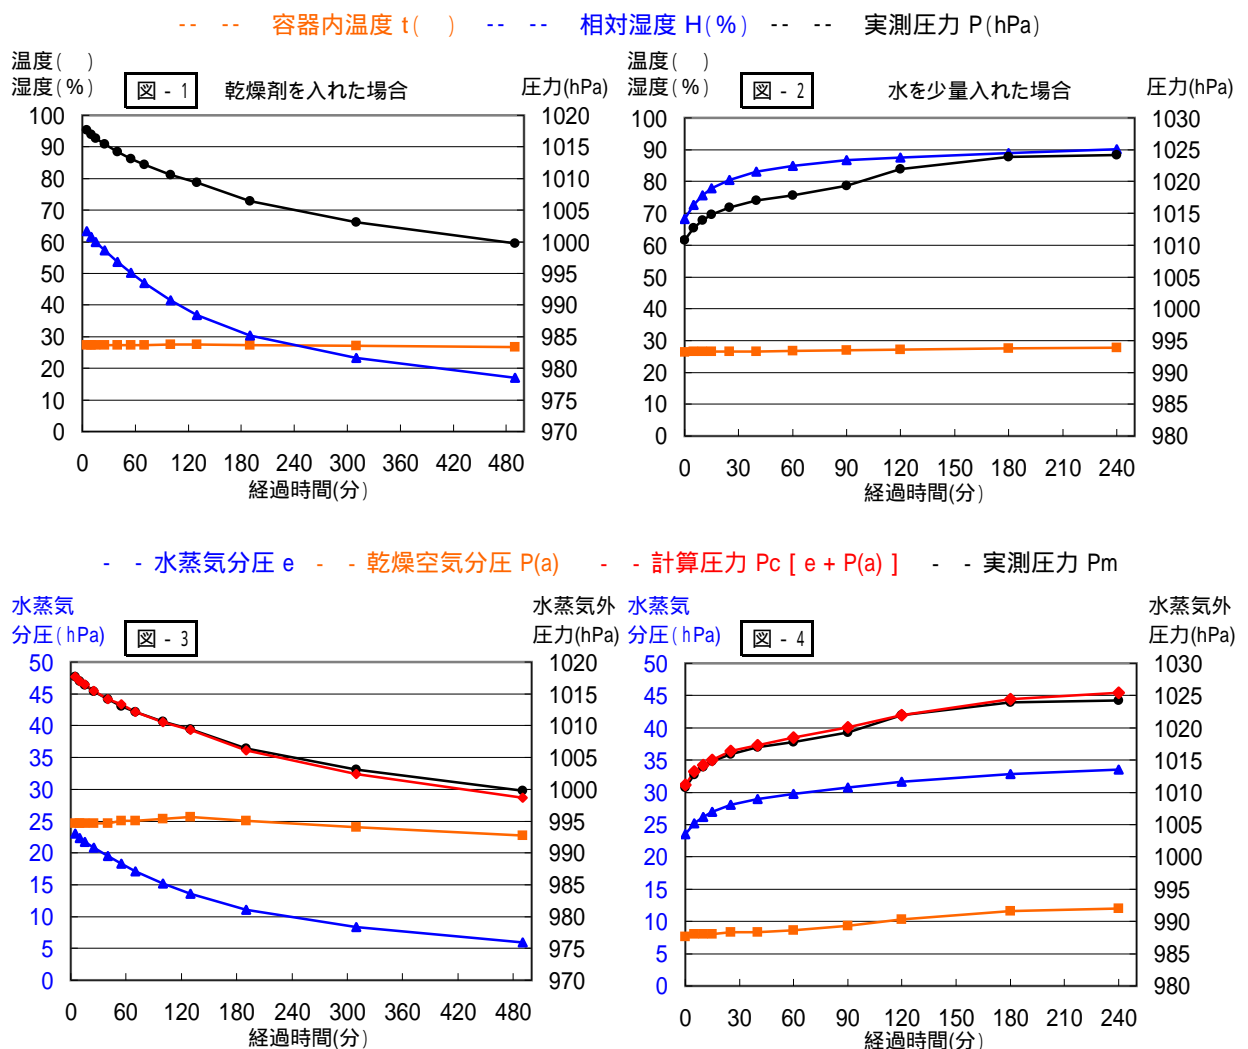 -- -- 容器内温度 t( ) -- -- 相対湿度 H(%) -- -- 実測圧力 P(hPa)
温度( )
湿度(%)
図 - 1
乾燥剤を入れた場合
圧力(hPa)
100
90
80
70
60
50
40
30
20
10
0
1020
1015
1010
1005
1000
995
990
985
980
975
970
0 60 120 180 240 300 360 420 480
経過時間(分)
温度( )
湿度(%)
図 - 2
水を少量入れた場合
圧力(hPa)
100
90
80
70
60
50
40
30
20
10
0
1030
1025
1020
1015
1010
1005
1000
995
990
985
980
0 30 60 90 120 150 180 210 240
経過時間(分)
- - 水蒸気分圧 e - - 乾燥空気分圧 P(a) - - 計算圧力 Pc [ e + P(a) ] - - 実測圧力 Pm
水蒸気
分圧(hPa)
図 - 3
水蒸気外
圧力(hPa)
50
45
40
35
30
25
20
15
10
5
0
1020
1015
1010
1005
1000
995
990
985
980
975
970
0 60 120 180 240 300 360 420 480
経過時間(分)
水蒸気
分圧(hPa)
図 - 4
水蒸気外
圧力(hPa)
50
45
40
35
30
25
20
15
10
5
0
1030
1025
1020
1015
1010
1005
1000
995
990
985
980
0 30 60 90 120 150 180 210 240
経過時間(分)